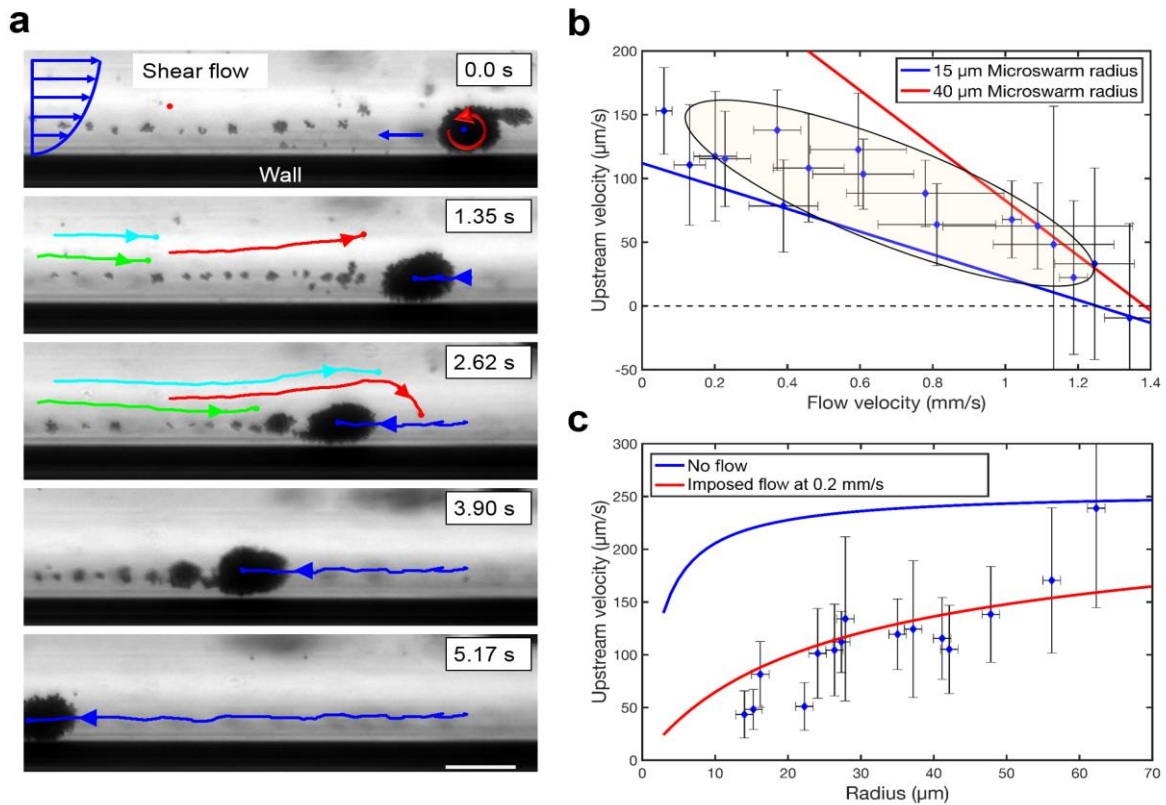 a
Shear flow
0.0 s
Wall
1.35 s
2.62 s
3.90 s
5.17 s
b
200
150
100
50
0
-50
Upstream velocity (µm/s)
15 µm Microswarm radius
40 µm Microswarm radius
0
0.2
0.4
0.6
0.8
1
1.2
1.4
Flow velocity (mm/s)
c
300
250
200
150
100
50
0
Upstream velocity (µm/s)
No flow
Imposed flow at 0.2 mm/s
0
10
20
30
40
50
60
70
Radius (µm)